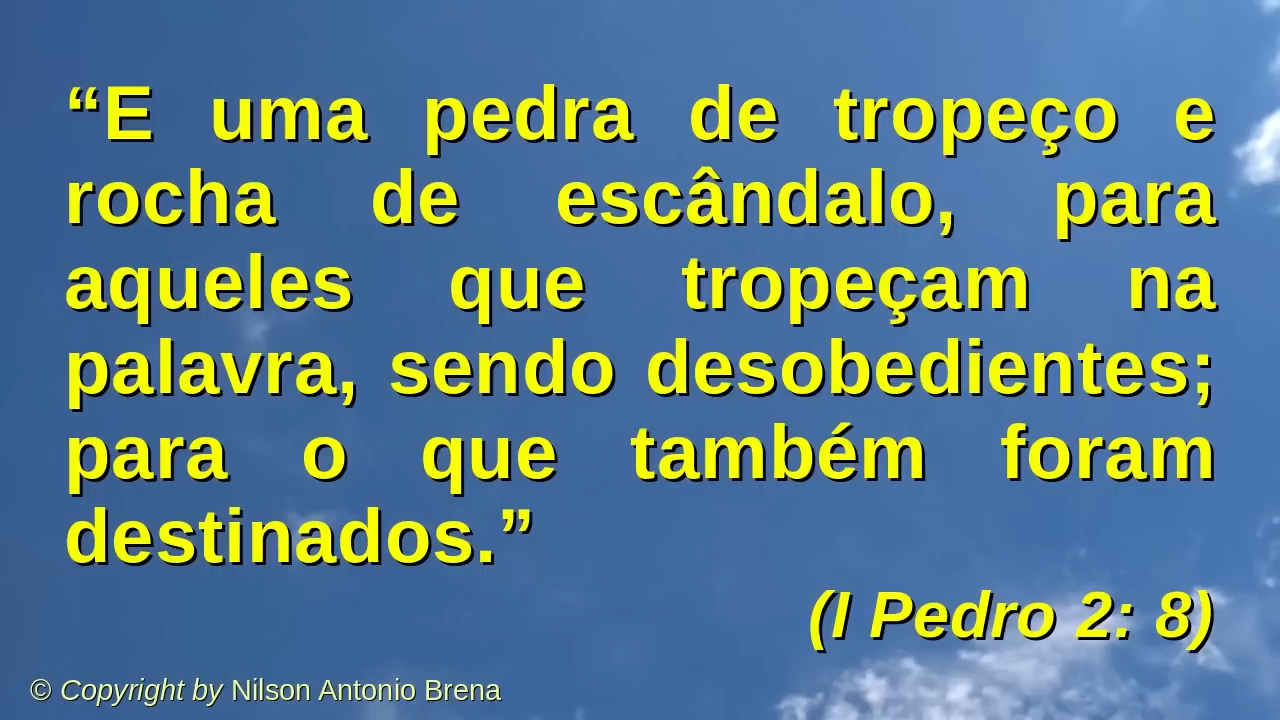 “E uma pedra de tropeço e
rocha de escândalo, para
aqueles que tropeçam na
palavra, sendo desobedientes;
para o que também foram
destinados.”
(I Pedro 2: 8)
© Copyright by Nilson Antonio Brena